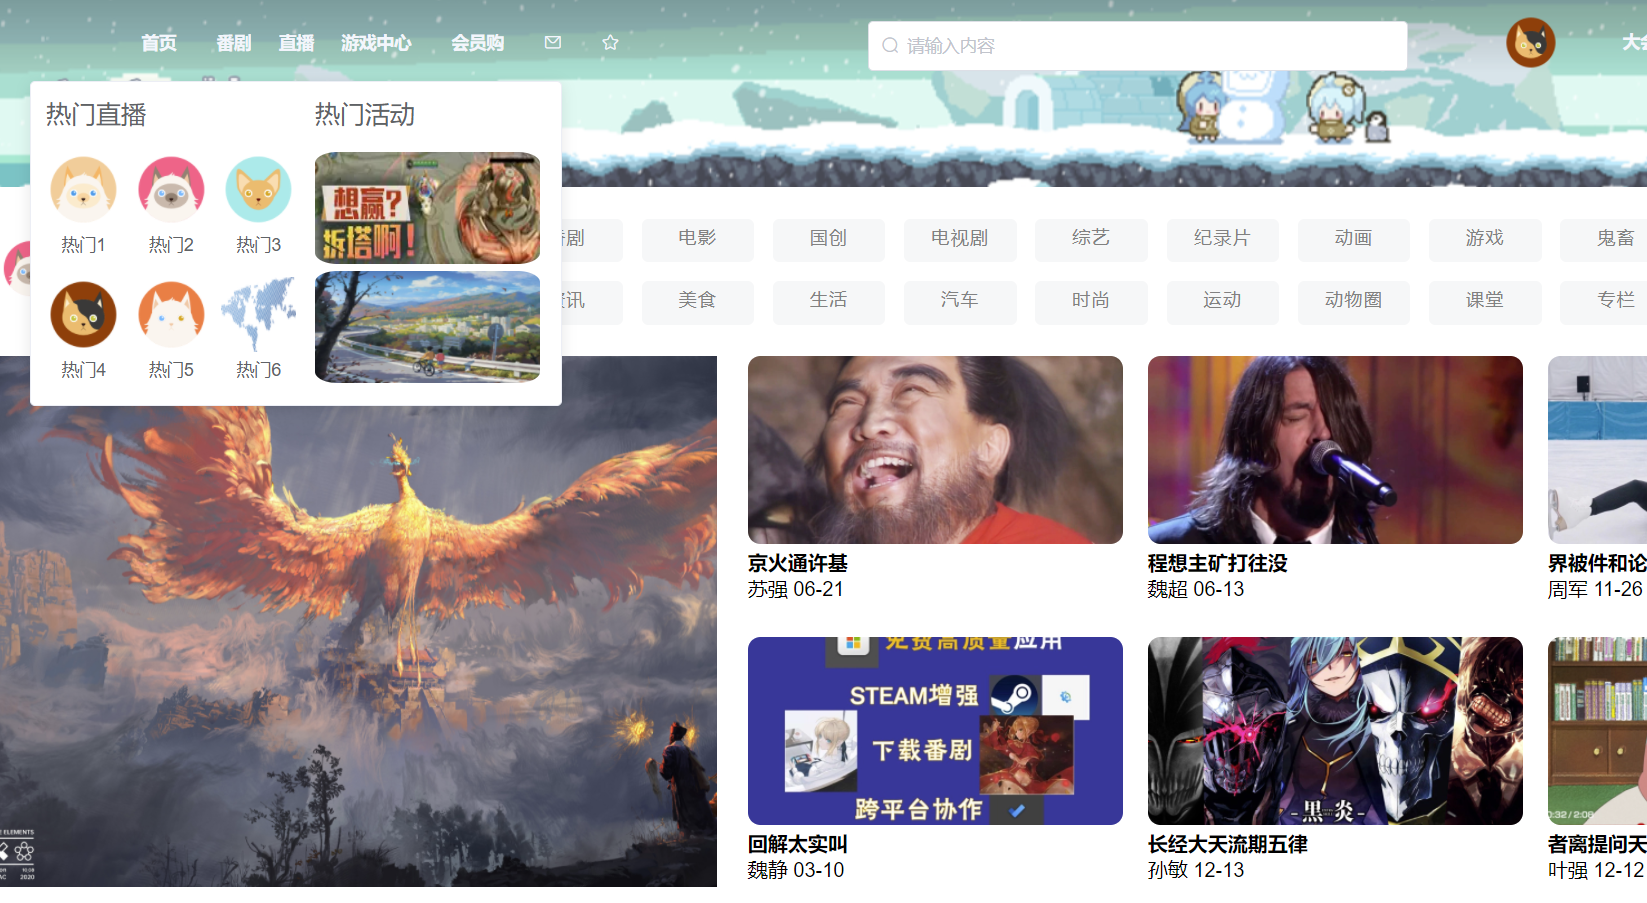 首页 番剧 直播 游戏中心 会员购
请输入内容
大会
热门直播 热门活动
热门1 热门2 热门3
热门4 热门5 热门6
想赢?
拆塔啊!
剧 电影 国创 电视剧 综艺 纪录片 动画 游戏 鬼畜
资讯 美食 生活 汽车 时尚 运动 动物圈 课堂 专栏
京火通许基
苏强 06-21
程想主矿打往没
魏超 06-13
界被件和论
周军 11-26
免费高质量应用
STEAM增强
下载番剧
跨平台协作
-黑炎-
0:32 / 2:08
回解太实叫
魏静 03-10
长经大天流期五律
孙敏 12-13
者离提问天
叶强 12-12
E ELEMENTS
2020